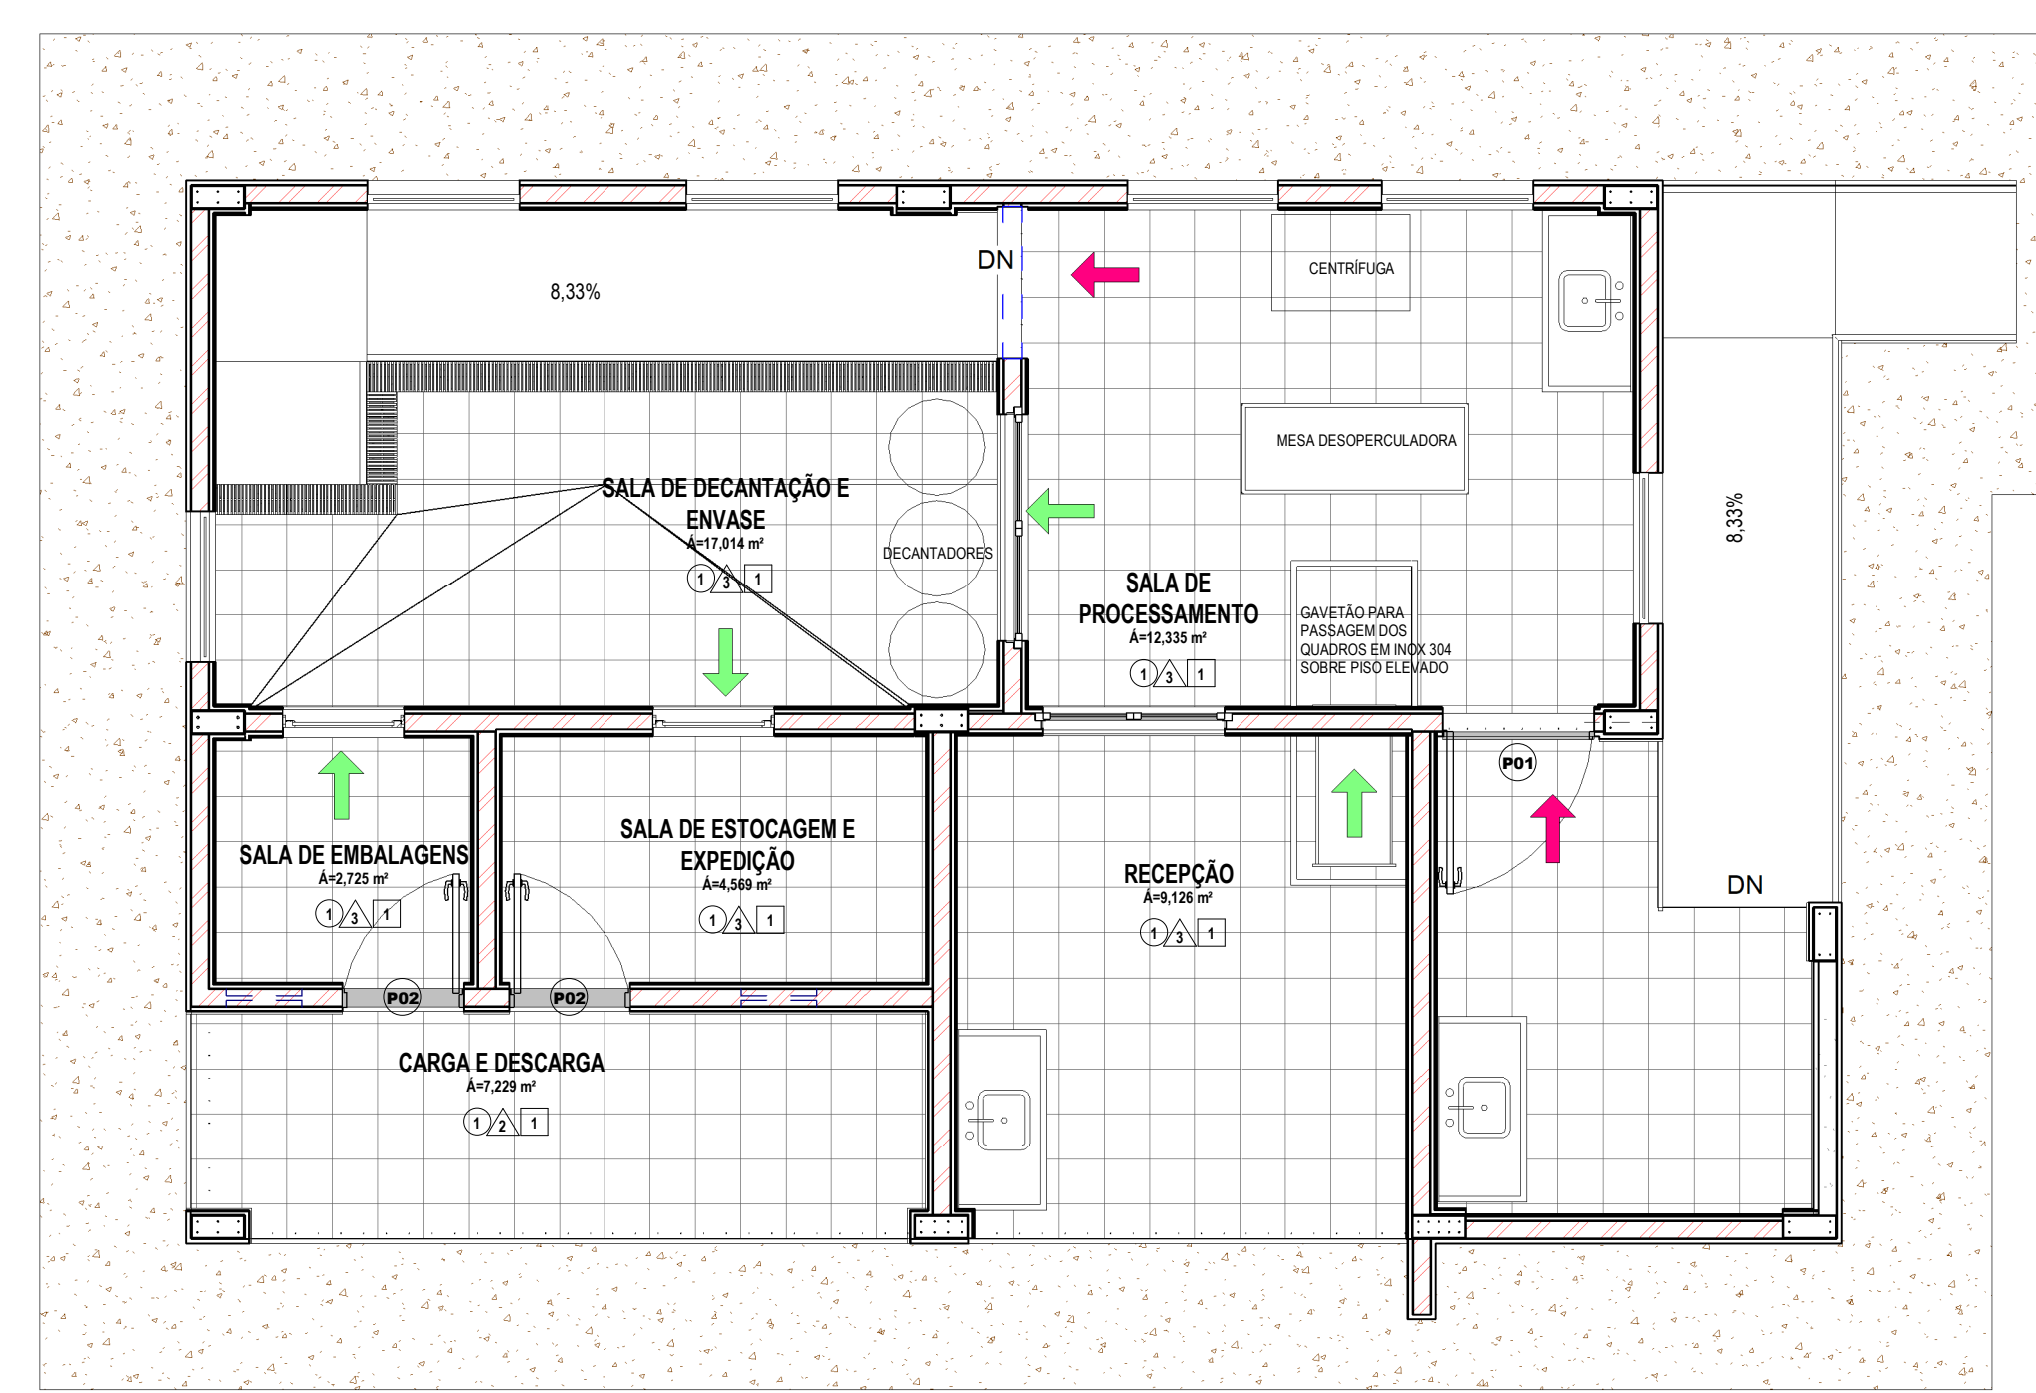 DN
CENTRÍFUGA
8,33%
MESA DESOPERCULADORA
SALA DE DECANTAÇÃO E
ENVASE
Á=17,014 m²
1 3 1
DECANTADORES
8,33%
SALA DE
PROCESSAMENTO
Á=12,335 m²
1 3 1
GAVETÃO PARA
PASSAGEM DOS
QUADROS EM INOX 304
SOBRE PISO ELEVADO
P01
SALA DE EMBALAGENS
Á=2,725 m²
1 3 1
SALA DE ESTOCAGEM E
EXPEDIÇÃO
Á=4,569 m²
1 3 1
RECEPÇÃO
Á=9,126 m²
1 3 1
DN
P02
P02
CARGA E DESCARGA
Á=7,229 m²
1 2 1